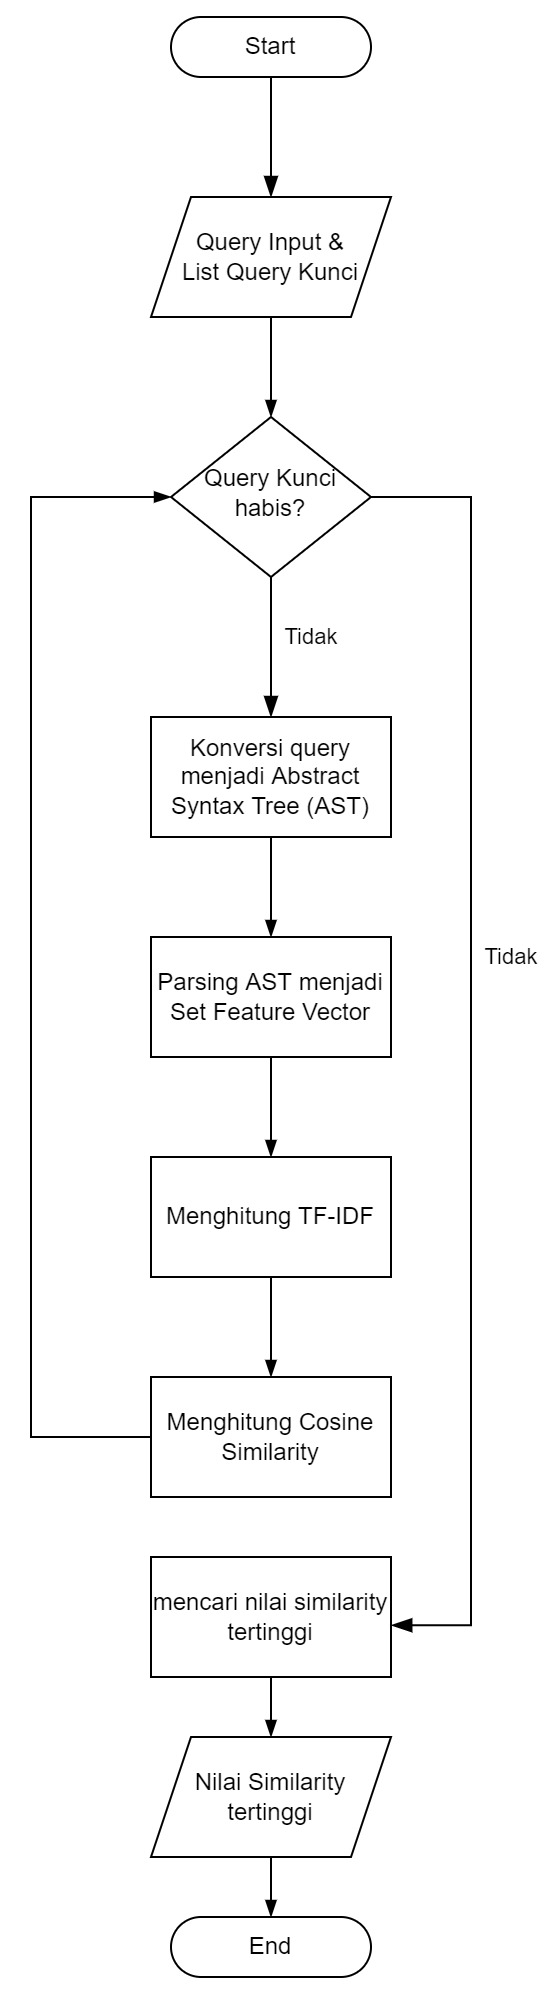 Start
Query Input &
List Query Kunci
Query Kunci
habis?
Tidak
Konversi query
menjadi Abstract
Syntax Tree (AST)
Tidak
Parsing AST menjadi
Set Feature Vector
Menghitung TF-IDF
Menghitung Cosine
Similarity
mencari nilai similarity
tertinggi
Nilai Similarity
tertinggi
End